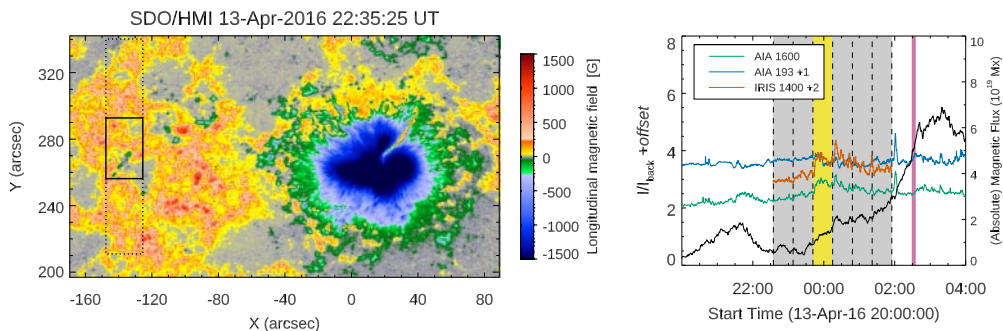 SDO/HMI 13-Apr-2016 22:35:25 UT
320
280
240
200
Y (arcsec)
-160 -120 -80 -40 0 40 80
X (arcsec)
1500
1000
500
0
-500
-1000
-1500
Longitudinal magnetic field [G]
8
6
4
2
0
I/I_back +offset
AIA 1600
AIA 193 +1
IRIS 1400 +2
10
8
6
4
2
0
(Absolute) Magnetic Flux (10^19 Mx)
22:00 00:00 02:00 04:00
Start Time (13-Apr-16 20:00:00)